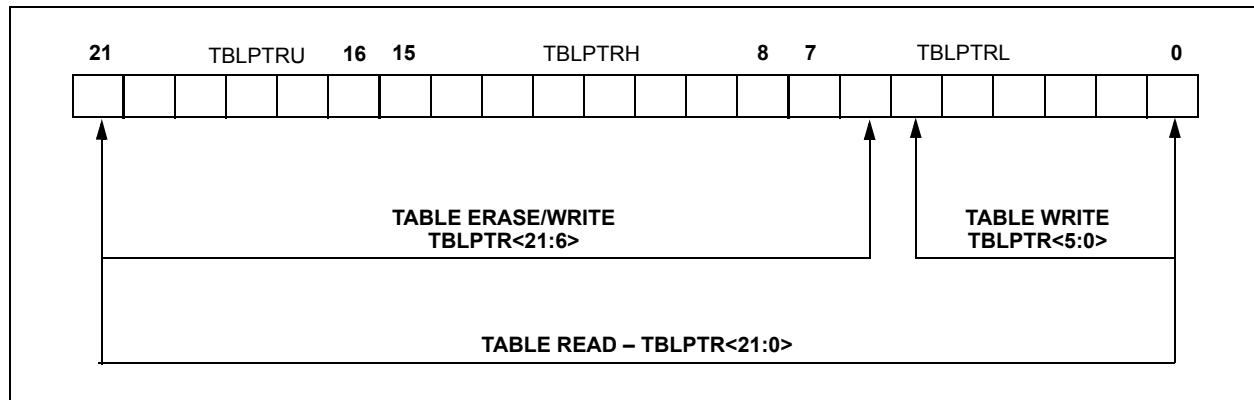 21 TBLPTRU 16 15 TBLPTRH 8 7 TBLPTRL 0
TABLE ERASE/WRITE
TBLPTR<21:6>
TABLE WRITE
TBLPTR<5:0>
TABLE READ – TBLPTR<21:0>